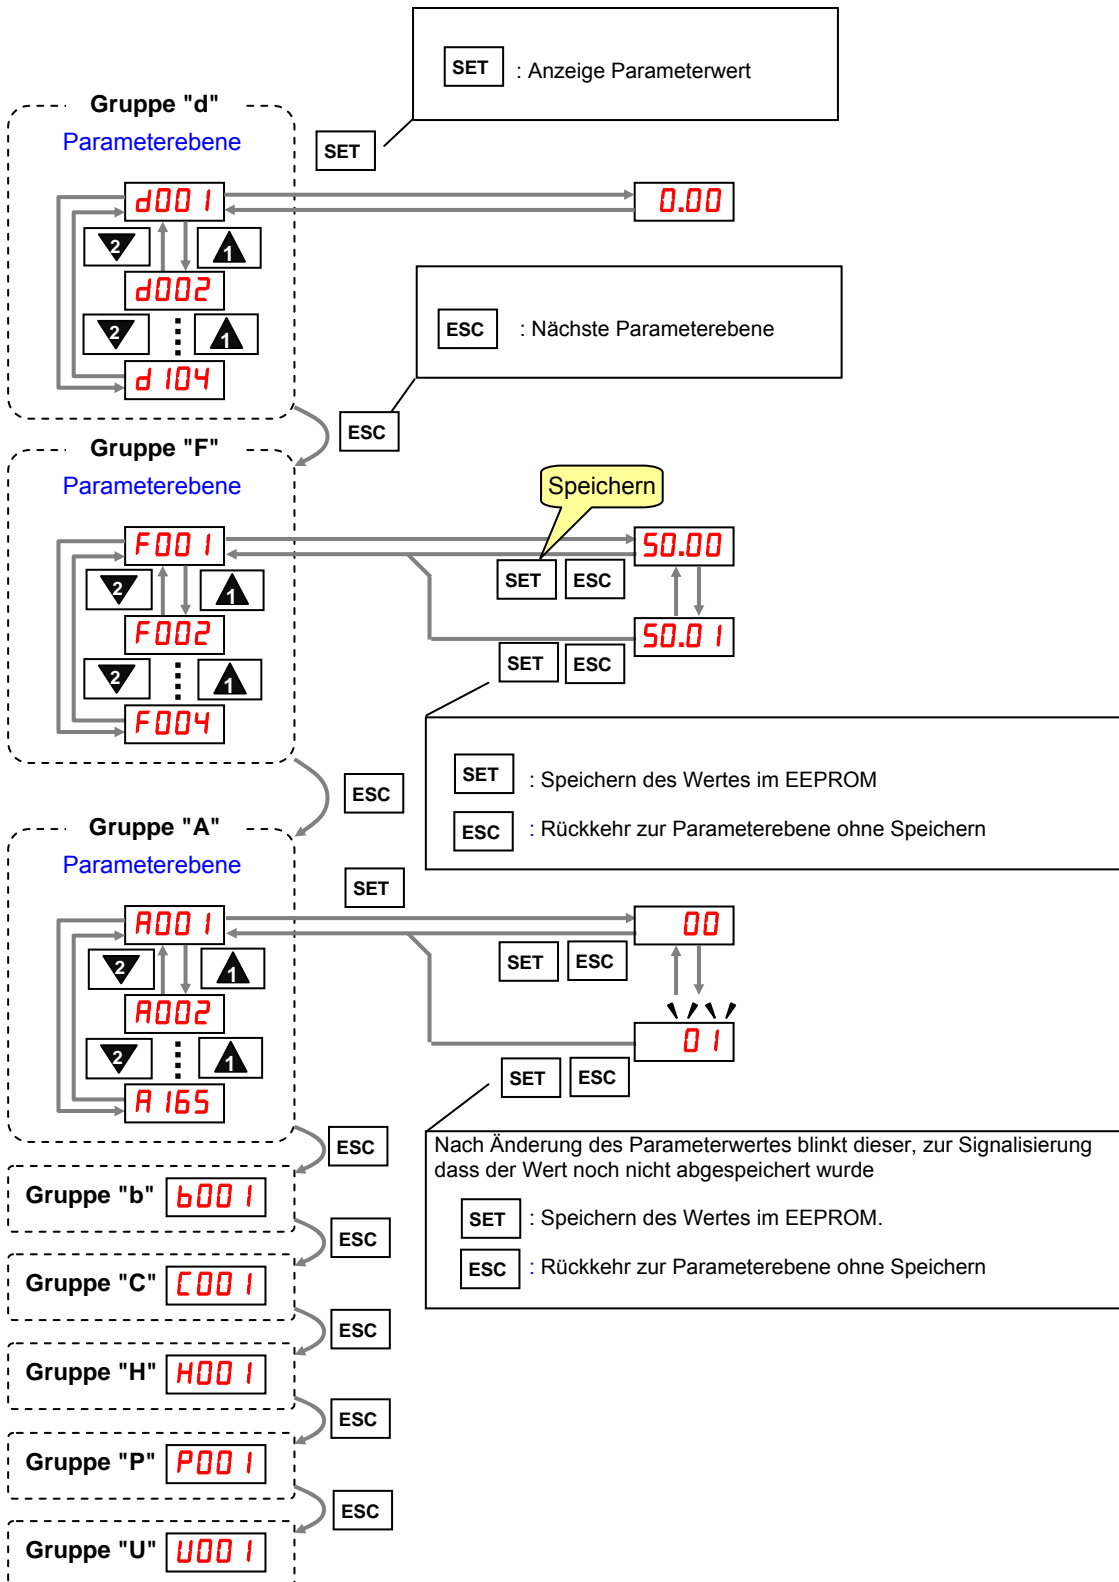 SET : Anzeige Parameterwert
Gruppe "d"
Parameterebene
SET
d001
0.00
2 1
d002
ESC : Nächste Parameterebene
2 1
d104
ESC
Gruppe "F"
Parameterebene
Speichern
F001
50.00
SET ESC
2 1
F002
50.01
SET ESC
2 1
F004
SET : Speichern des Wertes im EEPROM
ESC
ESC : Rückkehr zur Parameterebene ohne Speichern
Gruppe "A"
Parameterebene
SET
A001
00
SET ESC
2 1
A002
01
2 1
SET ESC
A165
ESC
Nach Änderung des Parameterwertes blinkt dieser, zur Signalisierung
dass der Wert noch nicht abgespeichert wurde
Gruppe "b" b001
SET : Speichern des Wertes im EEPROM.
ESC
ESC : Rückkehr zur Parameterebene ohne Speichern
Gruppe "C" C001
ESC
Gruppe "H" H001
ESC
Gruppe "P" P001
ESC
Gruppe "U" U001